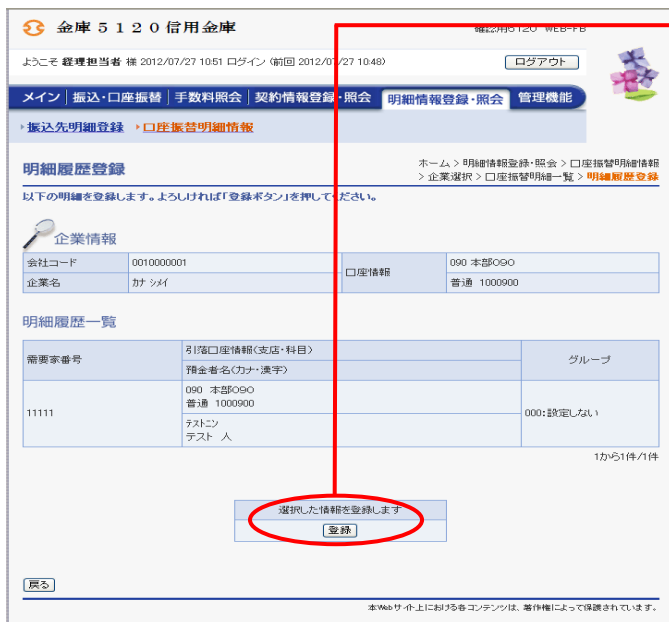 金庫５１２０信用金庫
確認用5120 WEB-FB
ようこそ 経理担当者 様 2012/07/27 10:51 ログイン (前回 2012/07/27 10:48)
ログアウト
メイン 振込・口座振替 手数料照会 契約情報登録・照会 明細情報登録・照会 管理機能
振込先明細登録 口座振替明細情報
明細履歴登録
ホーム > 明細情報登録・照会 > 口座振替明細情報
> 企業選択 > 口座振替明細一覧 > 明細履歴登録
以下の明細を登録します。よろしければ「登録ボタン」を押してください。
企業情報
会社コード 0010000001 口座情報 090 本部090
企業名 カナ シメイ 普通 1000900
明細履歴一覧
需要家番号 引落口座情報(支店・科目) グループ
預金者名(カナ・漢字)
11111 090 本部090 000:設定しない
普通 1000900
テストニン
テスト 人
1から1件/1件
選択した情報を登録します
登録
戻る
本Webサイト上における各コンテンツは、著作権によって保護されています。